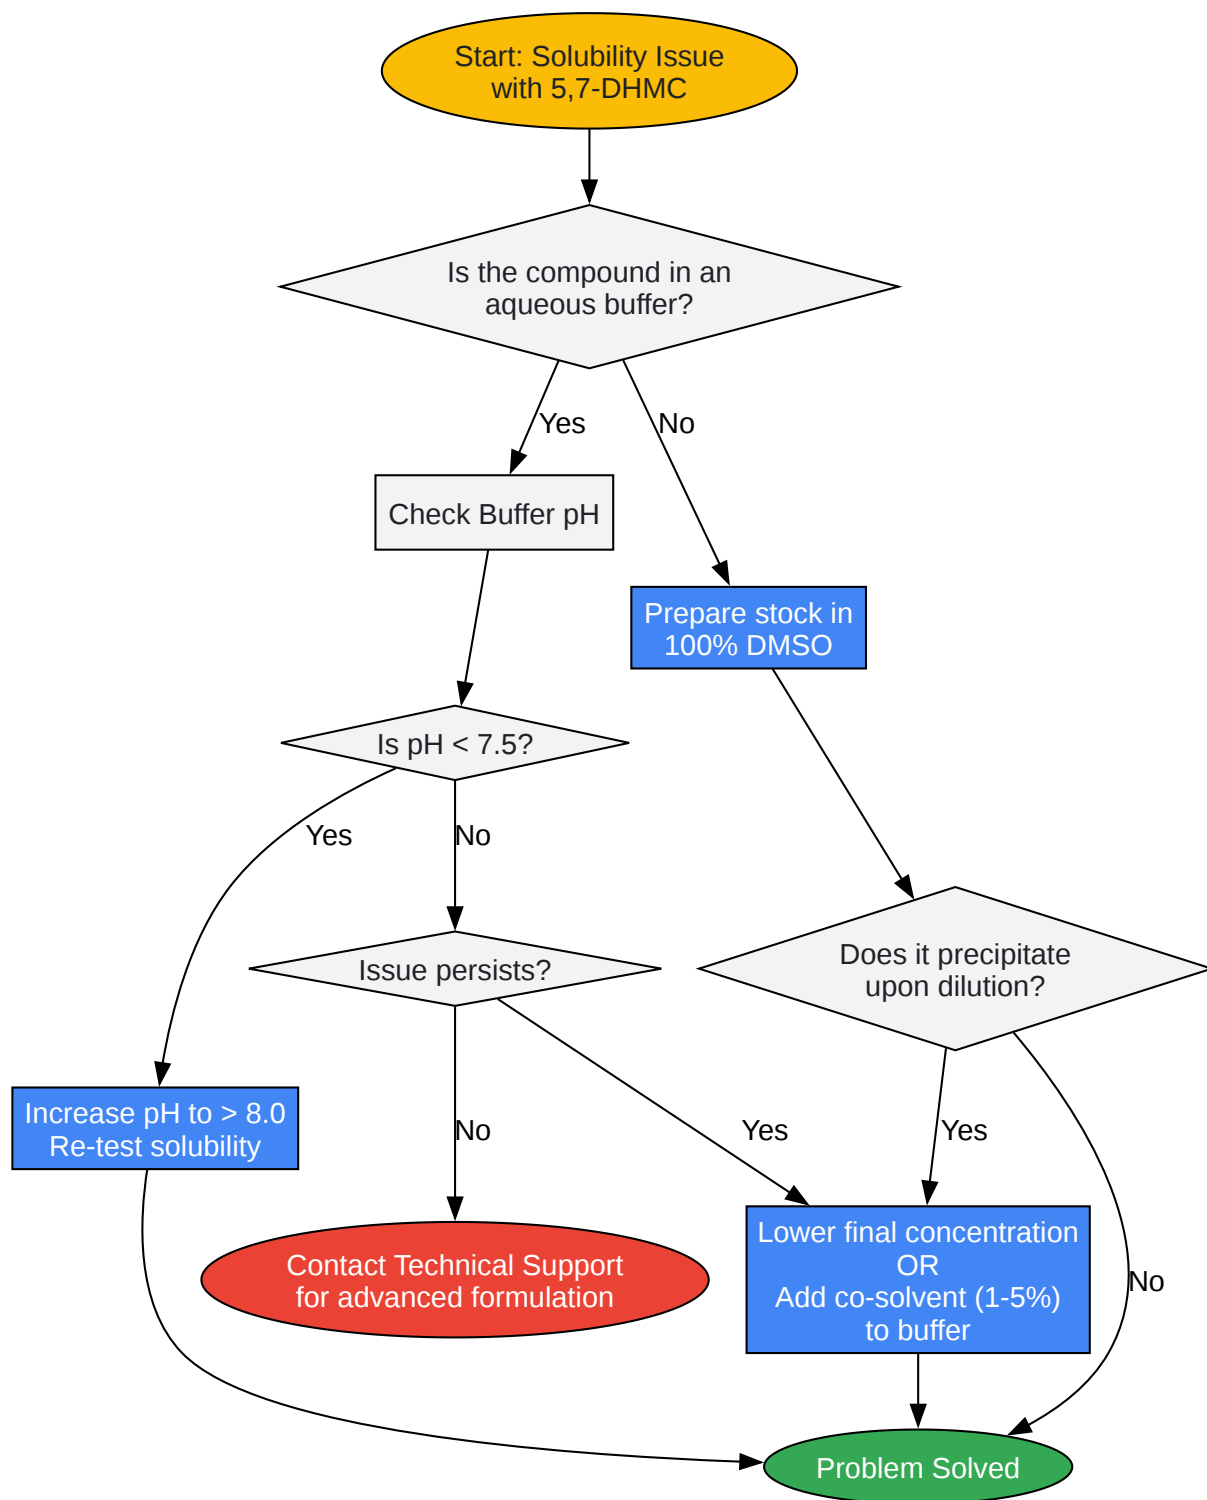 Start: Solubility Issue
with 5,7-DHMC
Is the compound in an
aqueous buffer?
Yes
No
Check Buffer pH
Prepare stock in
100% DMSO
Is pH < 7.5?
Yes
No
Issue persists?
Does it precipitate
upon dilution?
Increase pH to > 8.0
Re-test solubility
No
Yes
Yes
Lower final concentration
OR
Add co-solvent (1-5%)
to buffer
Contact Technical Support
for advanced formulation
No
Problem Solved